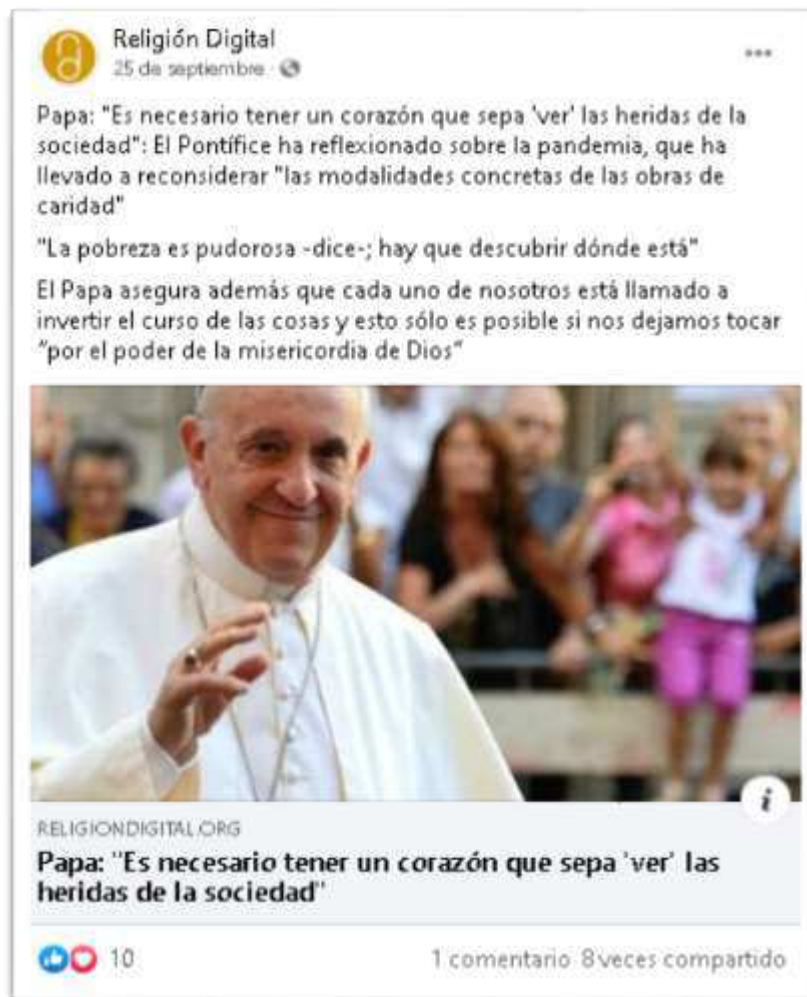 Religión Digital
25 de septiembre ·
Papa: "Es necesario tener un corazón que sepa 'ver' las heridas de la
sociedad": El Pontífice ha reflexionado sobre la pandemia, que ha
llevado a reconsiderar "las modalidades concretas de las obras de
caridad"
"La pobreza es pudorosa -dice-; hay que descubrir dónde está"
El Papa asegura además que cada uno de nosotros está llamado a
invertir el curso de las cosas y esto sólo es posible si nos dejamos tocar
"por el poder de la misericordia de Dios"
i
RELIGIONDIGITAL.ORG
Papa: "Es necesario tener un corazón que sepa 'ver' las
heridas de la sociedad"
10 1 comentario 8 veces compartido